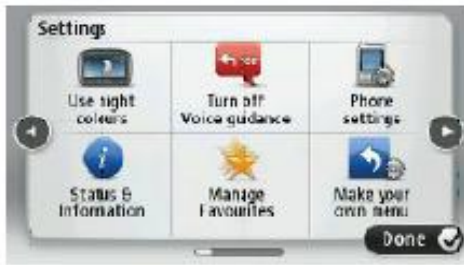 Settings
Use night
colours
Turn off
Voice guidance
Phone
settings
Status &
Information
Manage
Favourites
Make your
own menu
Done